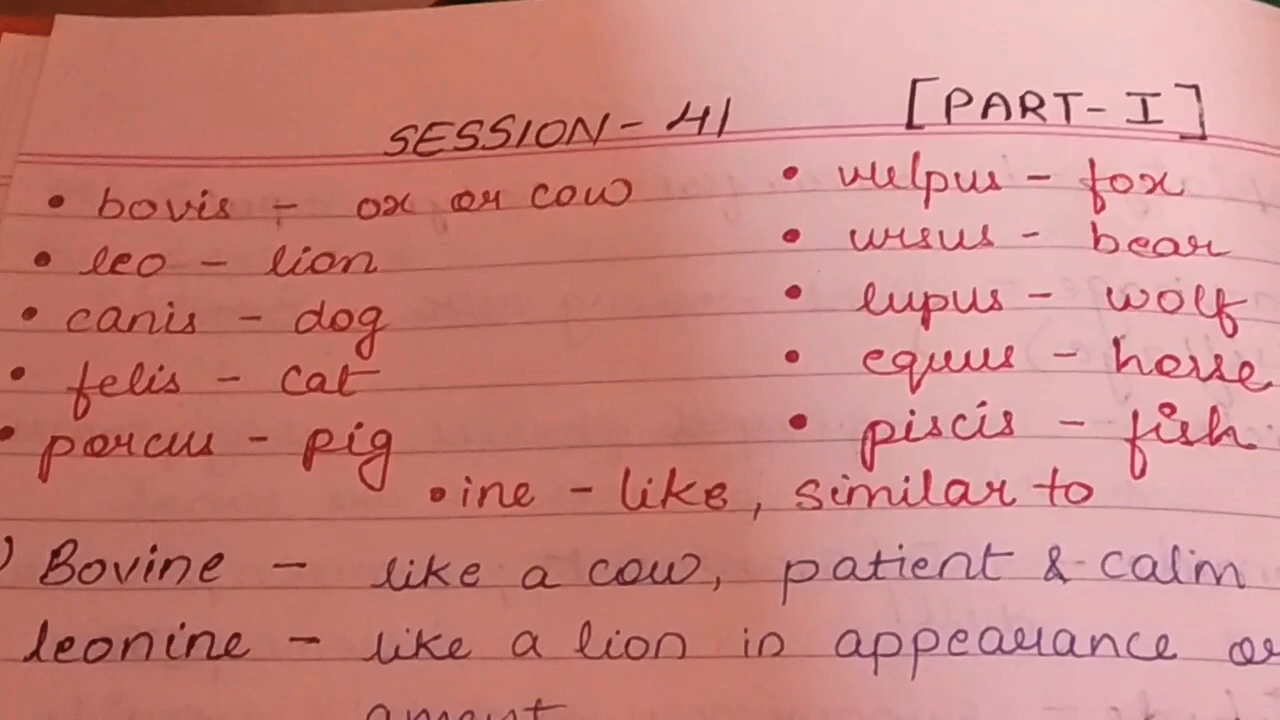 SESSION - 41 [PART-I]
• bovis - ox or cow • vulpus - fox
• leo - lion • ursus - bear
• canis - dog • lupus - wolf
• felis - cat • equus - horse
• porcus - pig • piscis - fish
• ine - like, similar to
) Bovine - like a cow, patient & calm
leonine - like a lion in appearance or